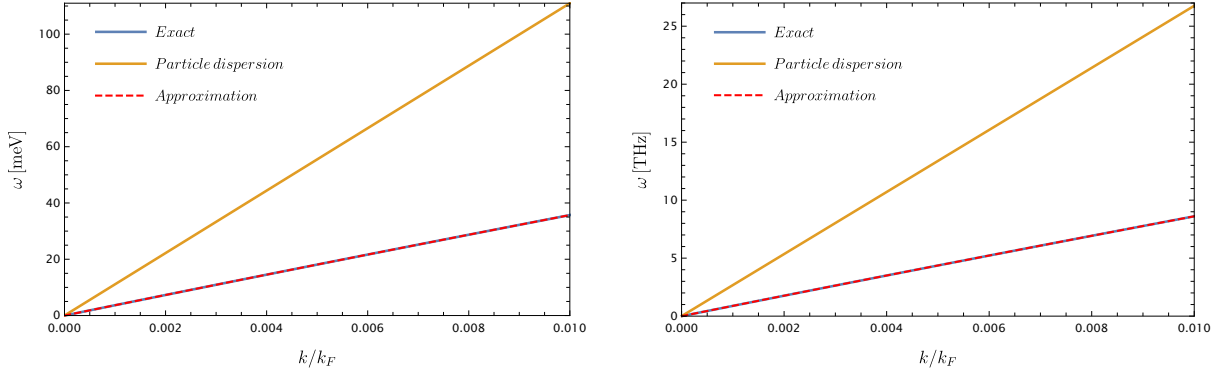 Exact
Particle dispersion
Approximation
ω [meV]
100
80
60
40
20
0
0.000 0.002 0.004 0.006 0.008 0.010
k/k_F
Exact
Particle dispersion
Approximation
ω [THz]
25
20
15
10
5
0
0.000 0.002 0.004 0.006 0.008 0.010
k/k_F